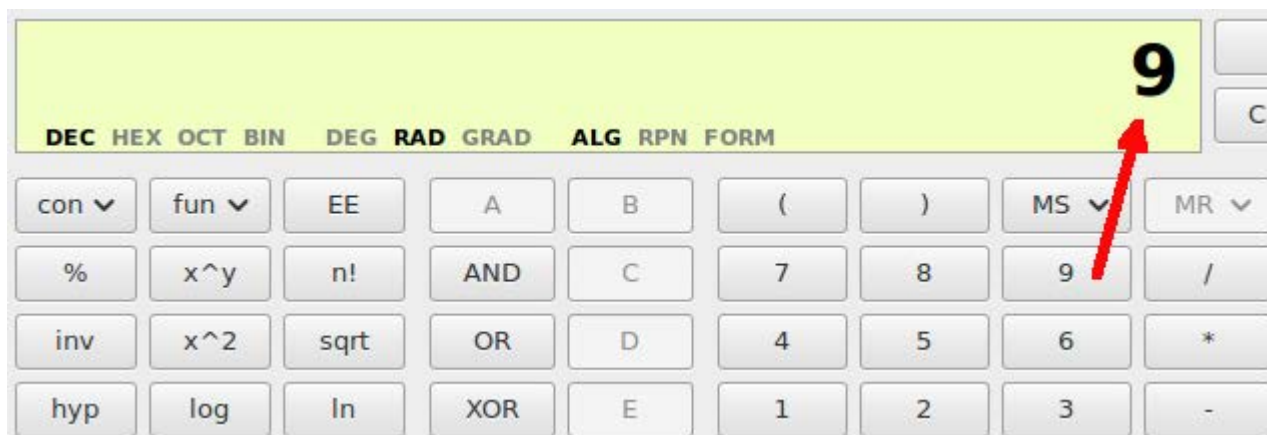 9
C
DEC HEX OCT BIN DEG RAD GRAD ALG RPN FORM
con fun EE A B ( ) MS MR
% x^y n! AND C 7 8 9 /
inv x^2 sqrt OR D 4 5 6 *
hyp log ln XOR E 1 2 3 -